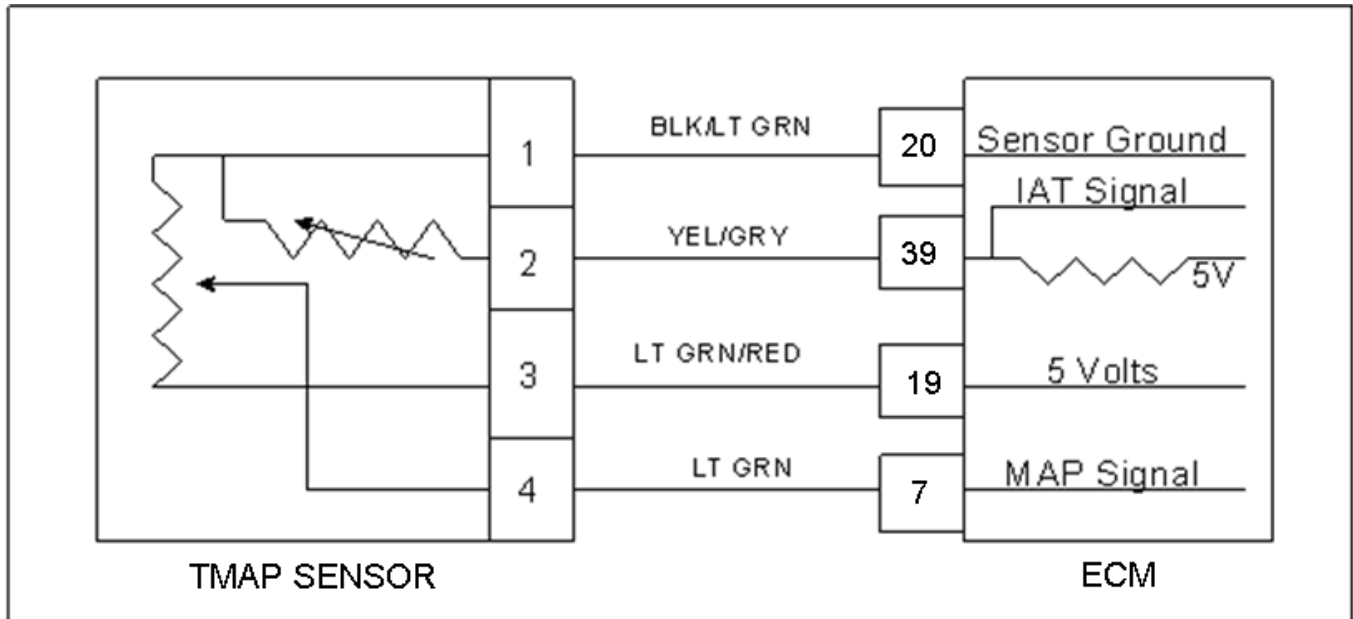 1 BLK/LT GRN 20 Sensor Ground
IAT Signal
2 YEL/GRY 39 5V
3 LT GRN/RED 19 5 Volts
4 LT GRN 7 MAP Signal
TMAP SENSOR ECM